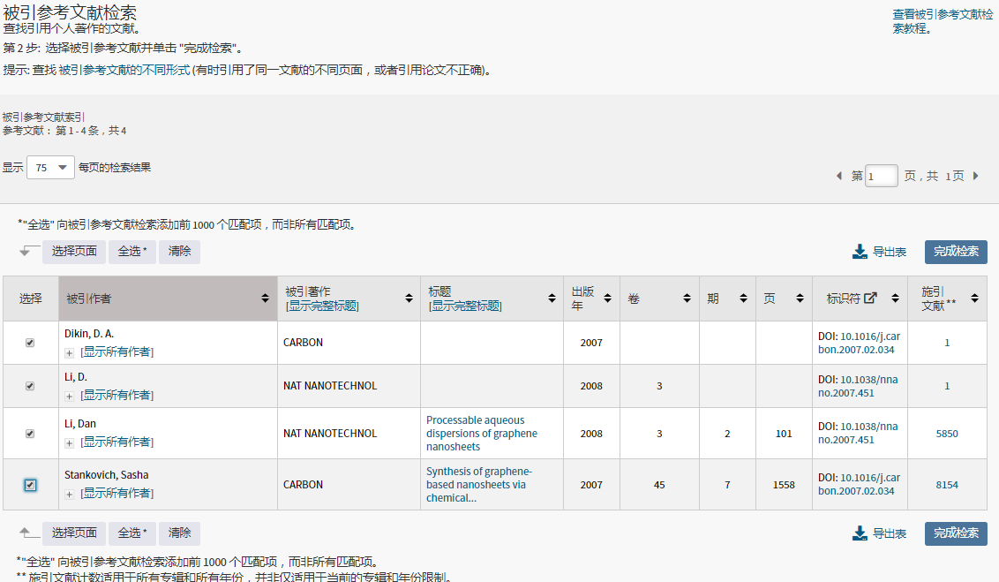 被引参考文献检索
查找引用个人著作的文献。
查看被引参考文献检
索教程。
第 2 步: 选择被引参考文献并单击 "完成检索"。
提示: 查找 被引参考文献的不同形式 (有时引用了同一文献的不同页面，或者引用论文不正确)。
被引参考文献索引
参考文献： 第 1 - 4 条，共 4
显示 75 每页的检索结果
第 1 页，共 1 页
*"全选" 向被引参考文献检索添加前 1000 个匹配项，而非所有匹配项。
选择页面 全选 * 清除 导出表 完成检索
选择 被引作者 被引著作 [显示完整标题] 标题 [显示完整标题] 出版年 卷 期 页 标识符 施引文献 **
Dikin, D. A.
[显示所有作者]
CARBON 2007
DOI: 10.1016/j.car
bon.2007.02.034
1
Li, D.
[显示所有作者]
NAT NANOTECHNOL 2008 3
DOI: 10.1038/nna
no.2007.451
1
Li, Dan
[显示所有作者]
NAT NANOTECHNOL
Processable aqueous
dispersions of graphene
nanosheets
2008 3 2 101
DOI: 10.1038/nna
no.2007.451
5850
Stankovich, Sasha
[显示所有作者]
CARBON
Synthesis of graphene-
based nanosheets via
chemical...
2007 45 7 1558
DOI: 10.1016/j.car
bon.2007.02.034
8154
选择页面 全选 * 清除 导出表 完成检索
*"全选" 向被引参考文献检索添加前 1000 个匹配项，而非所有匹配项。
** 施引文献计数适用于所有专辑和所有年份，并非仅适用于当前的专辑和年份限制。